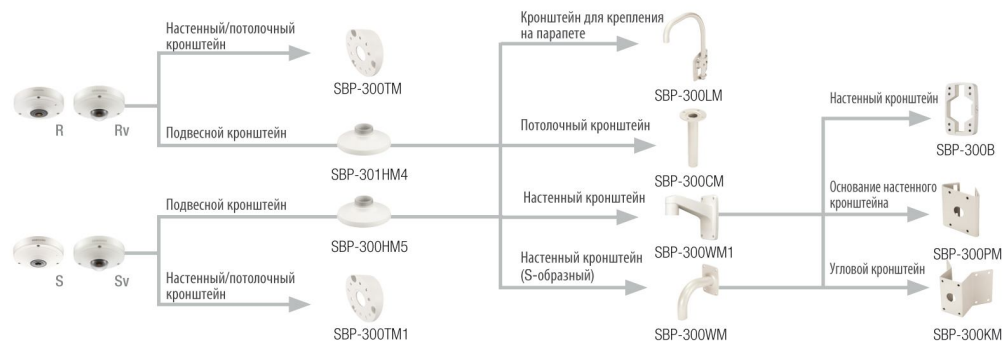 Настенный/потолочный
кронштейн
SBP-300TM
R
Rv
Подвесной кронштейн
SBP-301HM4
Подвесной кронштейн
SBP-300HM5
S
Sv
Настенный/потолочный
кронштейн
SBP-300TM1
Кронштейн для крепления
на парапете
SBP-300LM
Потолочный кронштейн
SBP-300CM
Настенный кронштейн
SBP-300WM1
Настенный кронштейн
(S-образный)
SBP-300WM
Настенный кронштейн
SBP-300B
Основание настенного
кронштейна
SBP-300PM
Угловой кронштейн
SBP-300KM